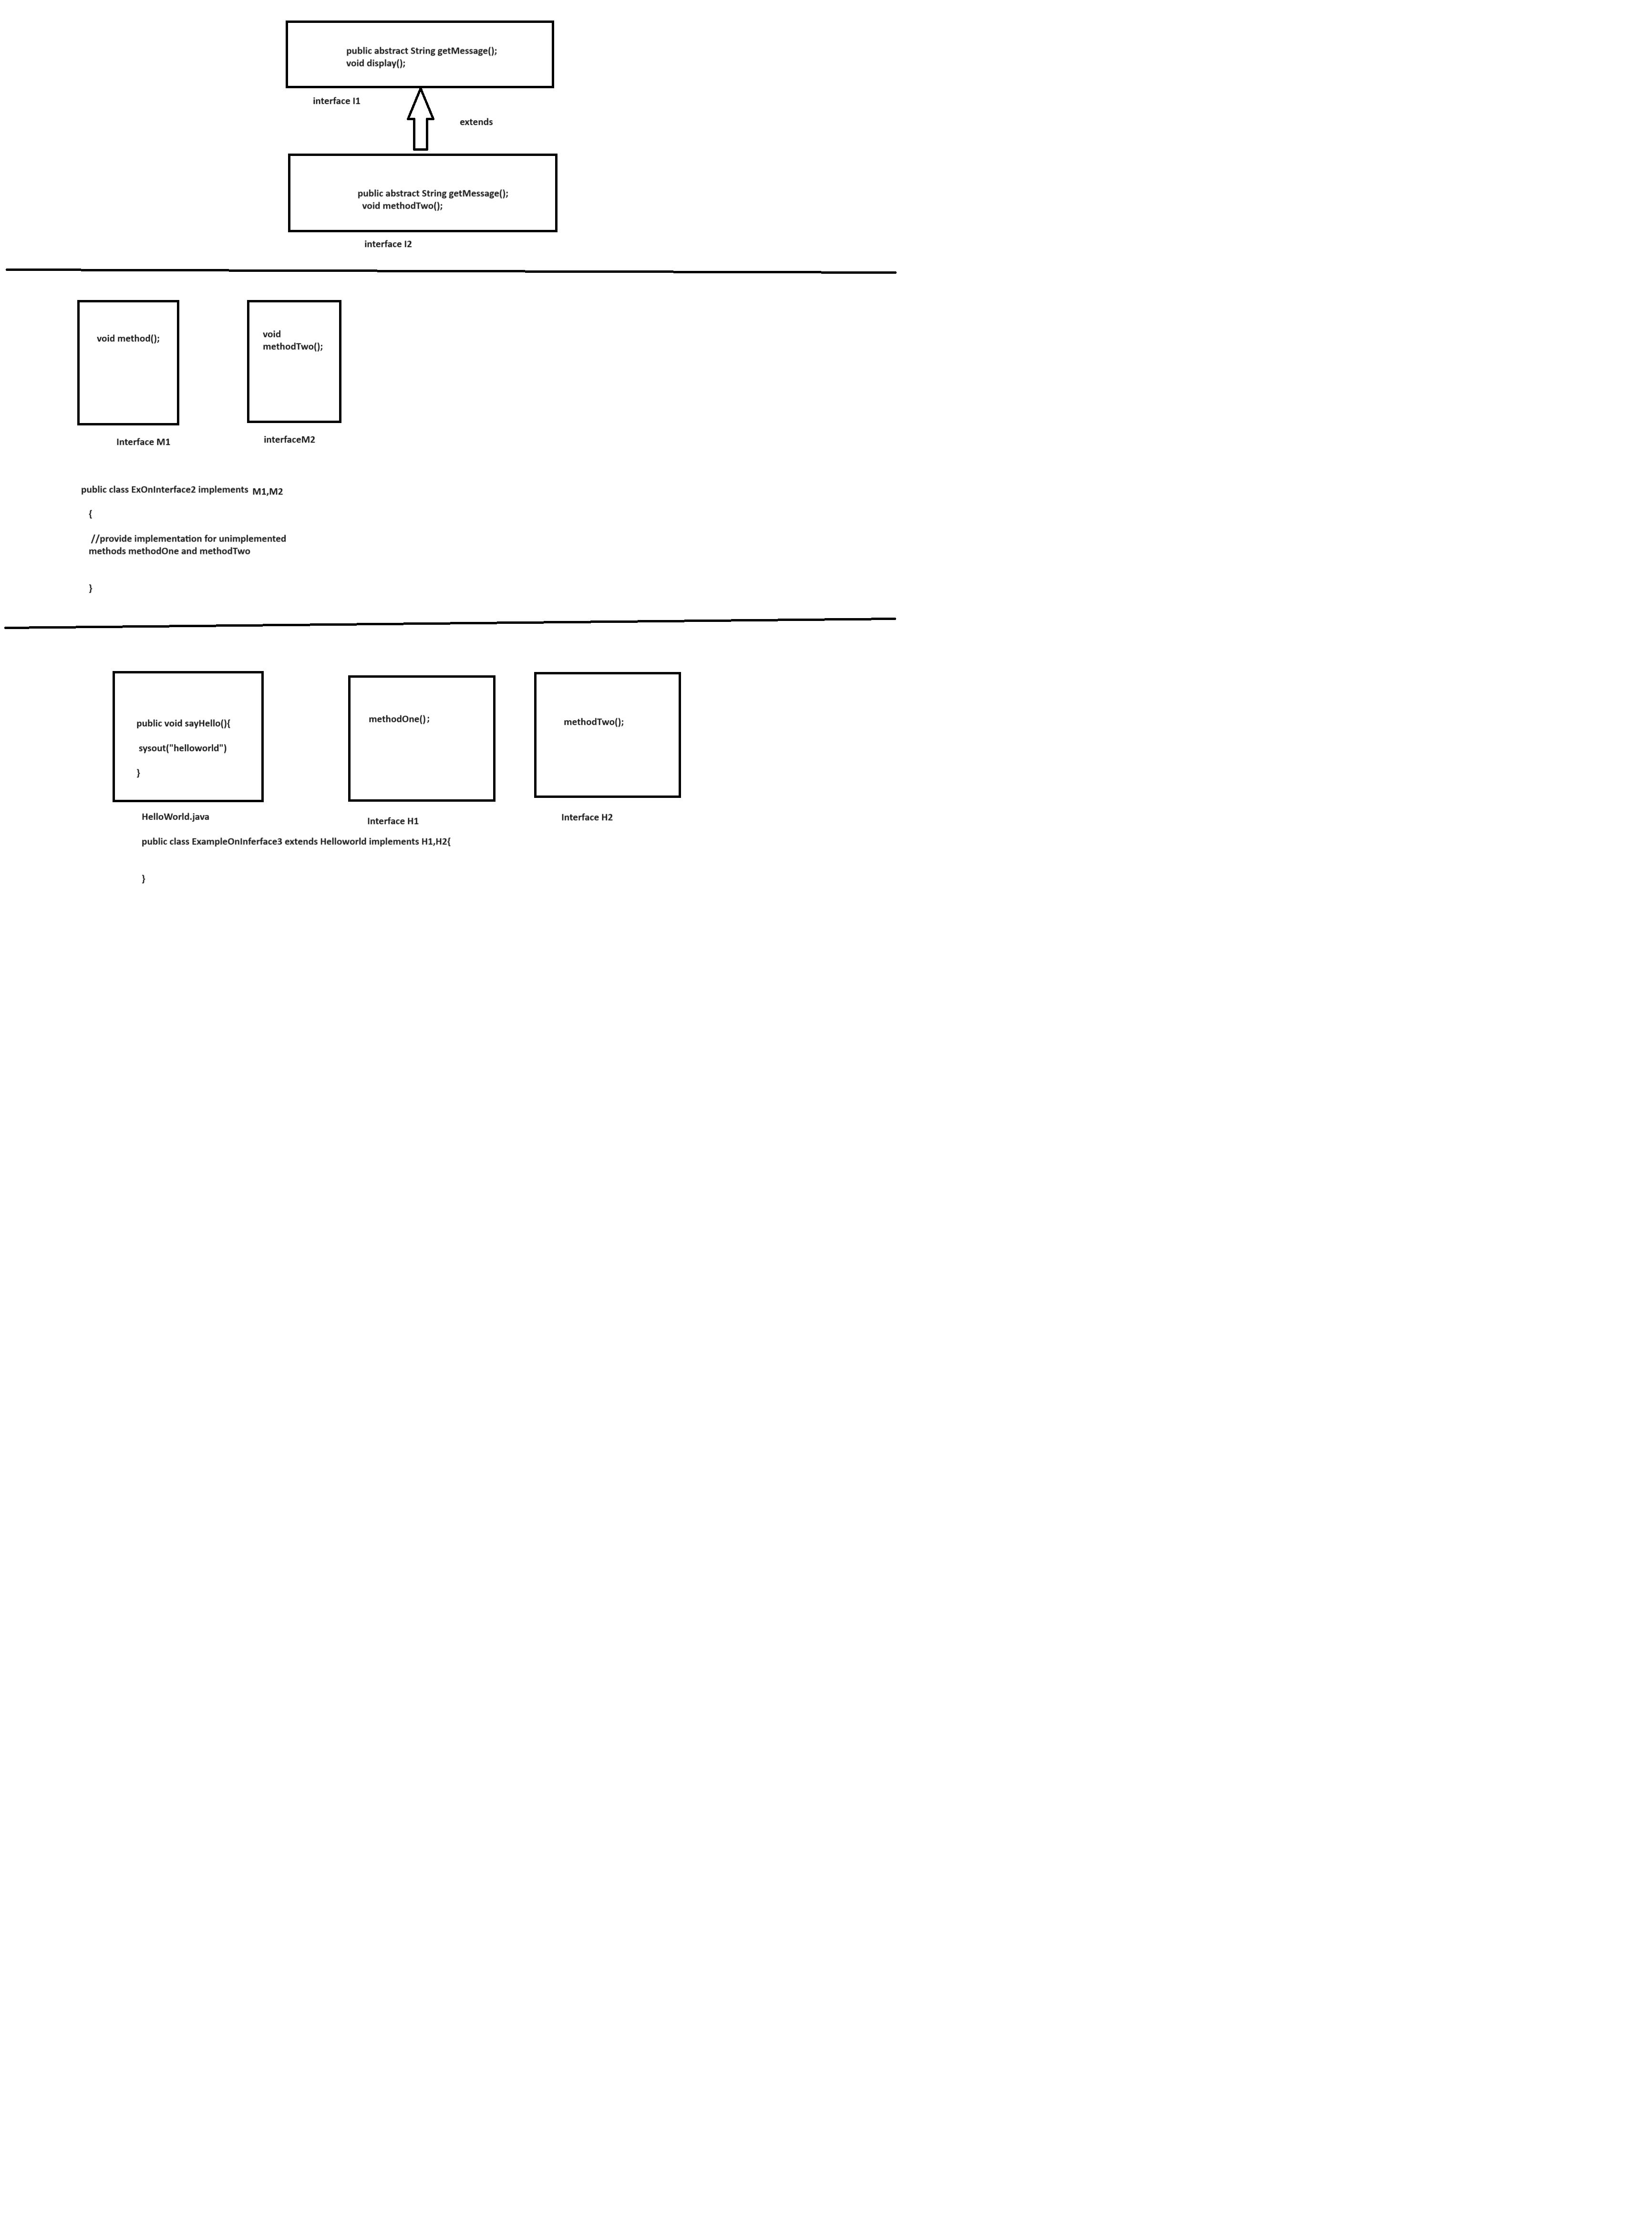 public abstract String getMessage();
void display();
interface I1
extends
public abstract String getMessage();
void methodTwo();
interface I2
void method();
void
methodTwo();
Interface M1
interfaceM2
public class ExOnInterface2 implements M1,M2
{
//provide implementation for unimplemented
methods methodOne and methodTwo
}
public void sayHello(){
sysout("helloworld")
}
methodOne();
methodTwo();
HelloWorld.java
Interface H1
Interface H2
public class ExampleOnInferface3 extends Helloworld implements H1,H2{
}